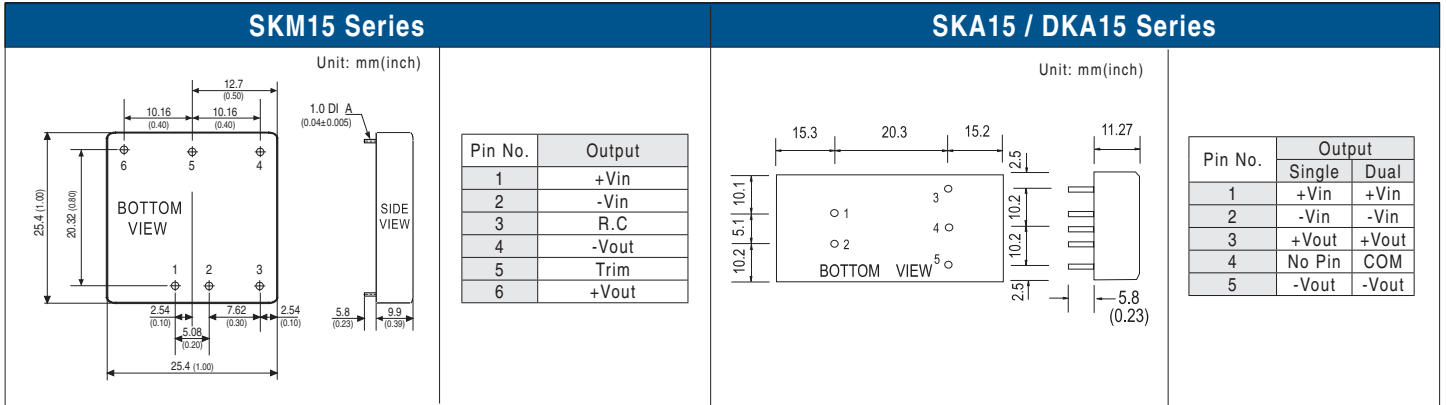 SKM15 Series
Unit: mm(inch)
12.7
(0.50)
10.16 10.16
(0.40) (0.40)
1.0 DI A
(0.04±0.005)
6 5 4
25.4 (1.00)
20.32 (0.80)
BOTTOM
VIEW
SIDE
VIEW
1 2 3
2.54 7.62 2.54
(0.10) (0.30) (0.10)
5.08
(0.20)
25.4 (1.00)
5.8 9.9
(0.23) (0.39)
Pin No. Output
1 +Vin
2 -Vin
3 R.C
4 -Vout
5 Trim
6 +Vout
SKA15 / DKA15 Series
Unit: mm(inch)
15.3 20.3 15.2
10.1
5.1
10.2
1
2
3
4
5
BOTTOM VIEW
11.27
2.5
10.2
10.2
2.5
5.8
(0.23)
Pin No. Output
Single Dual
1 +Vin +Vin
2 -Vin -Vin
3 +Vout +Vout
4 No Pin COM
5 -Vout -Vout